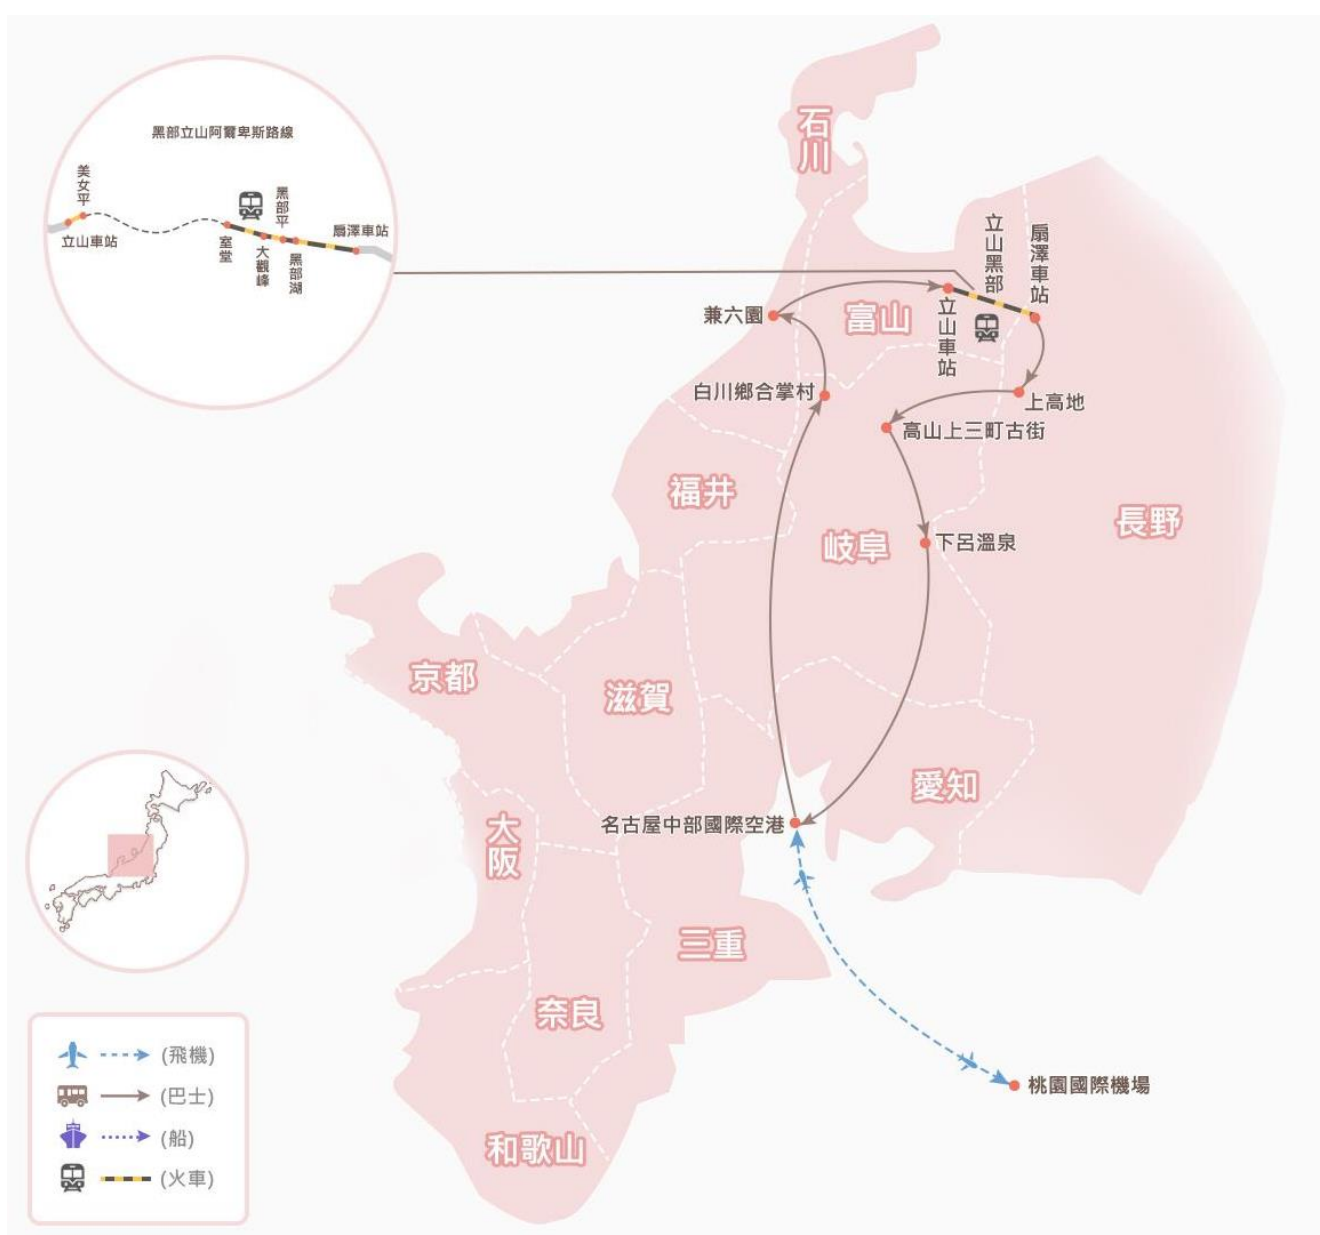 黑部立山阿爾卑斯路線
美女平
立山車站
室堂
大觀峰
黑部平
黑部湖
扇澤車站
石川
立山黑部
扇澤車站
兼六園
富山
立山車站
白川鄉合掌村
上高地
高山上三町古街
福井
岐阜
長野
下呂溫泉
京都
滋賀
愛知
大阪
名古屋中部國際空港
三重
奈良
桃園國際機場
和歌山
(飛機)
(巴士)
(船)
(火車)